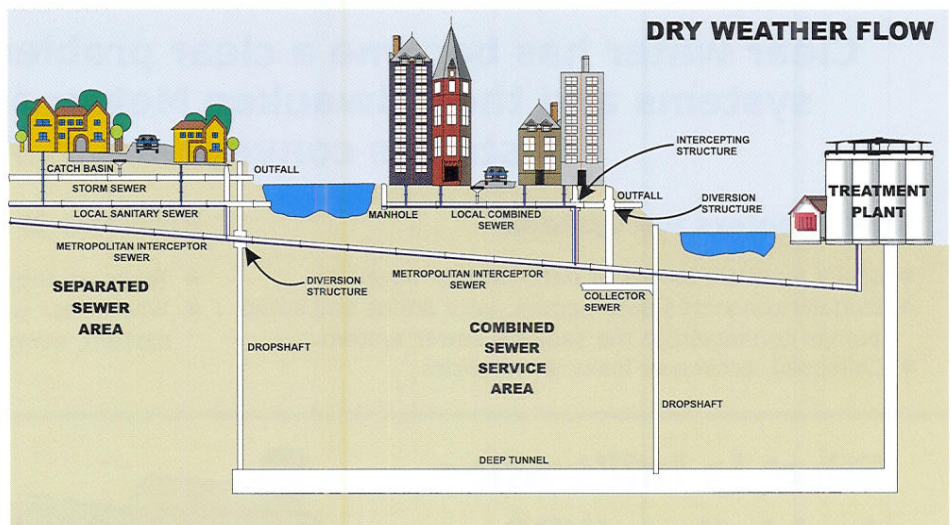 DRY WEATHER FLOW
CATCH BASIN
STORM SEWER
LOCAL SANITARY SEWER
OUTFALL
METROPOLITAN INTERCEPTOR
SEWER
SEPARATED
SEWER
AREA
DIVERSION
STRUCTURE
DROPSHAFT
MANHOLE
LOCAL COMBINED
SEWER
INTERCEPTING
STRUCTURE
OUTFALL
DIVERSION
STRUCTURE
METROPOLITAN INTERCEPTOR
SEWER
COLLECTOR
SEWER
COMBINED
SEWER
SERVICE
AREA
DROPSHAFT
DEEP TUNNEL
TREATMENT
PLANT